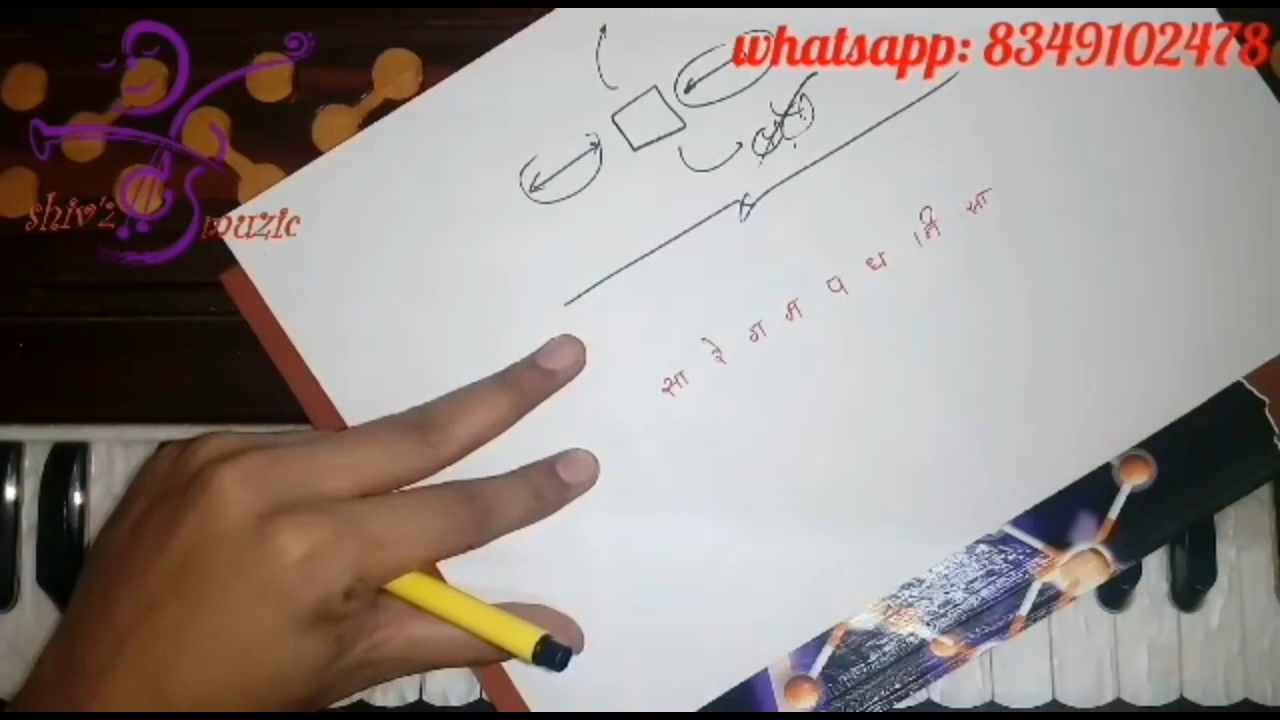 whatsapp: 8349102478
shiv'z muzic
सा रे ग म प ध नि सा